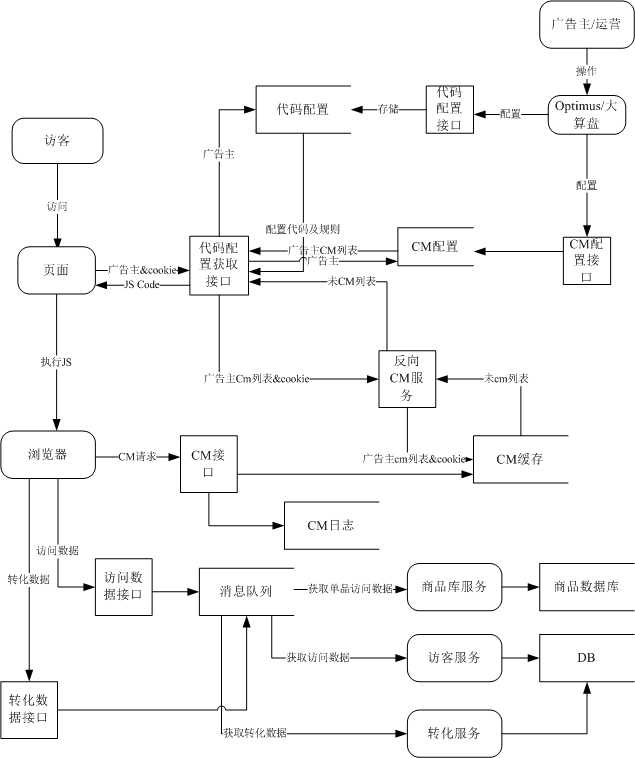 广告主/运营
操作
代码配置
存储
代码
配置
接口
配置
Optimus/大
算盘
访客
广告主
配置
访问
配置代码及规则
页面
广告主&cookie
JS Code
代码配
置获取
接口
广告主CM列表
广告主
CM配置
CM配
置接
口
未CM列表
执行JS
广告主Cm列表&cookie
反向
CM服
务
未cm列表
浏览器
CM请求
CM接
口
广告主cm列表&cookie
CM缓存
CM日志
访问数据
转化数据
访问数
据接口
消息队列
获取单品访问数据
商品库服务
商品数据库
获取访问数据
访客服务
DB
转化数
据接口
获取转化数据
转化服务